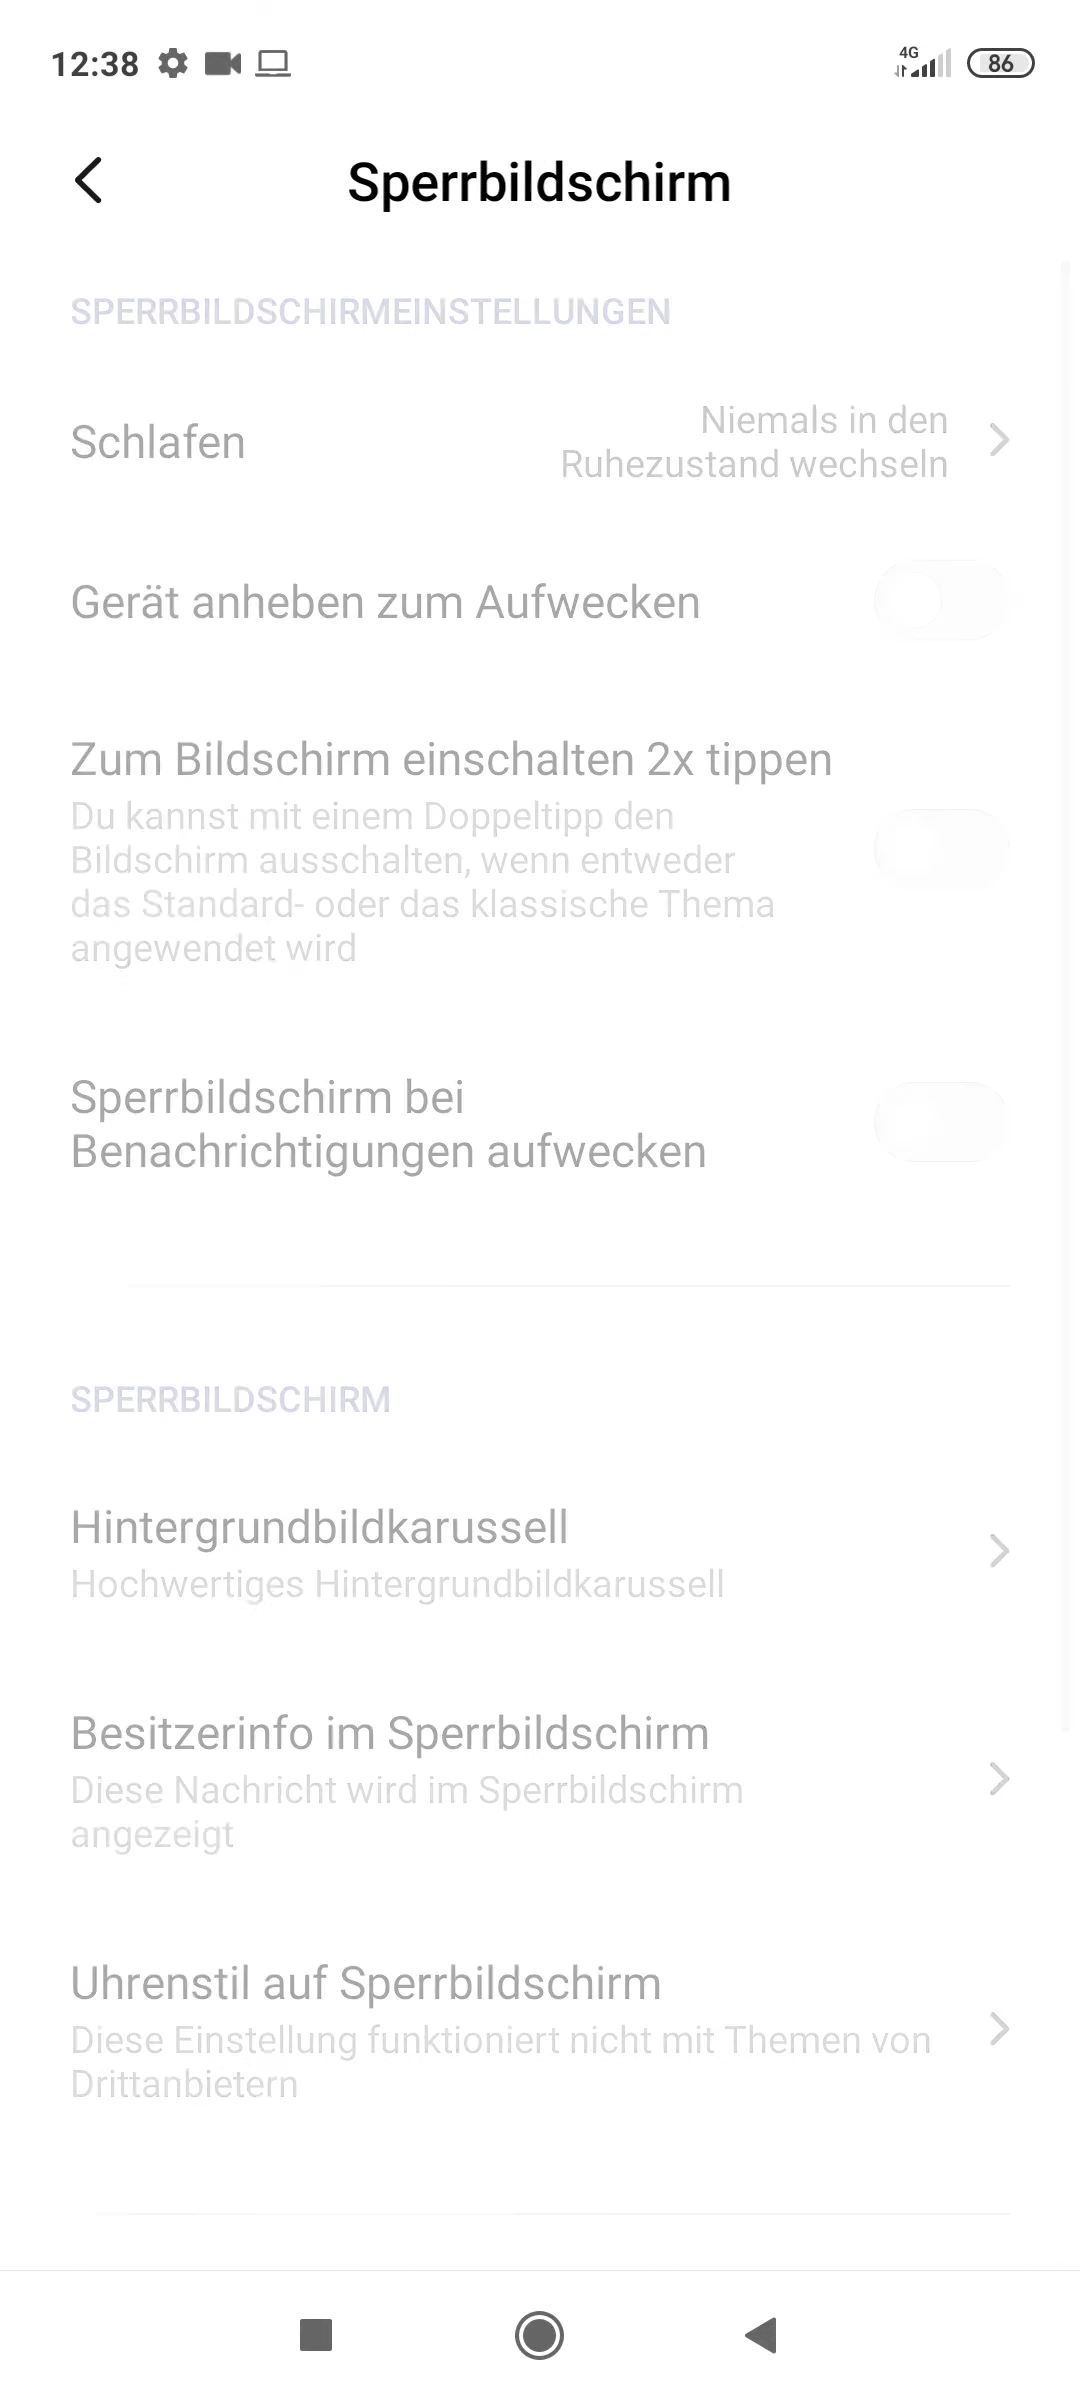 12:38
4G
86
Sperrbildschirm
SPERRBILDSCHIRMEINSTELLUNGEN
Schlafen
Niemals in den
Ruhezustand wechseln
Gerät anheben zum Aufwecken
Zum Bildschirm einschalten 2x tippen
Du kannst mit einem Doppeltipp den
Bildschirm ausschalten, wenn entweder
das Standard- oder das klassische Thema
angewendet wird
Sperrbildschirm bei
Benachrichtigungen aufwecken
SPERRBILDSCHIRM
Hintergrundbildkarussell
Hochwertiges Hintergrundbildkarussell
Besitzerinfo im Sperrbildschirm
Diese Nachricht wird im Sperrbildschirm
angezeigt
Uhrenstil auf Sperrbildschirm
Diese Einstellung funktioniert nicht mit Themen von
Drittanbietern